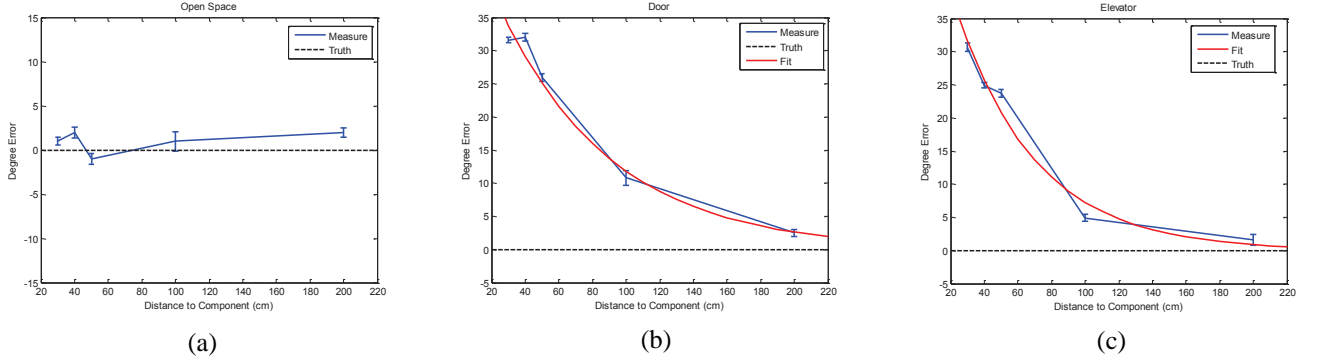 Open Space
15
10
5
0
-5
-10
-15
Degree Error
20 40 60 80 100 120 140 160 180 200 220
Distance to Component (cm)
Measure
Truth
(a)
Door
35
30
25
20
15
10
5
0
-5
Degree Error
40 60 80 100 120 140 160 180 200 220
Distance to Component (cm)
Measure
Truth
Fit
(b)
Elevator
35
30
25
20
15
10
5
0
-5
Degree Error
40 60 80 100 120 140 160 180 200 220
Distance to Component (cm)
Measure
Fit
Truth
(c)